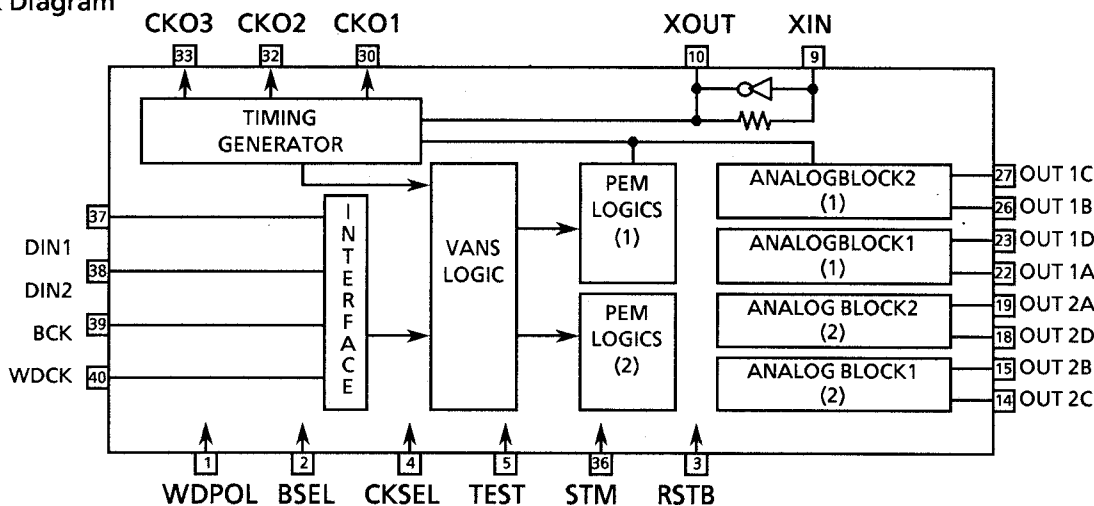 Diagram
CKO3 CKO2 CKO1 XOUT XIN
33 32 30 10 9
TIMING
GENERATOR
37
DIN1
38
DIN2
39
BCK
WDCK
40
INTERFACE
VANS
LOGIC
PEM
LOGICS
(1)
PEM
LOGICS
(2)
ANALOGBLOCK2
(1)
ANALOGBLOCK1
(1)
ANALOG BLOCK2
(2)
ANALOG BLOCK1
(2)
27 OUT 1C
26 OUT 1B
23 OUT 1D
22 OUT 1A
19 OUT 2A
18 OUT 2D
15 OUT 2B
14 OUT 2C
1 2 4 5 36 3
WDPOL BSEL CKSEL TEST STM RSTB